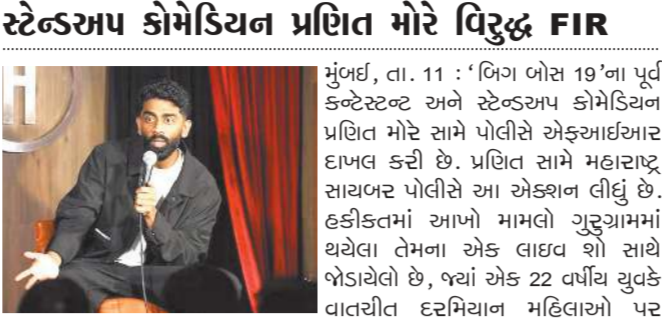 સ્ટેન્ડઅપ કોમેડિયન પ્રણિત મોરે વિરુદ્ધ FIR
H
મુંબઈ, તા. 11 : ‘બિગ બોસ 19’ના પૂર્વ
કન્ટેસ્ટન્ટ અને સ્ટેન્ડઅપ કોમેડિયન
પ્રણિત મોરે સામે પોલીસે એફઆઈઆર
દાખલ કરી છે. પ્રણિત સામે મહારાષ્ટ્ર
સાયબર પોલીસે આ એક્શન લીધું છે.
હકીકતમાં આખો મામલો ગુરુગ્રામમાં
થયેલા તેમના એક લાઇવ શો સાથે
જોડાયેલો છે, જ્યાં એક 22 વર્ષીય યુવકે
વાતચીત દરમિયાન મહિલાઓ પર